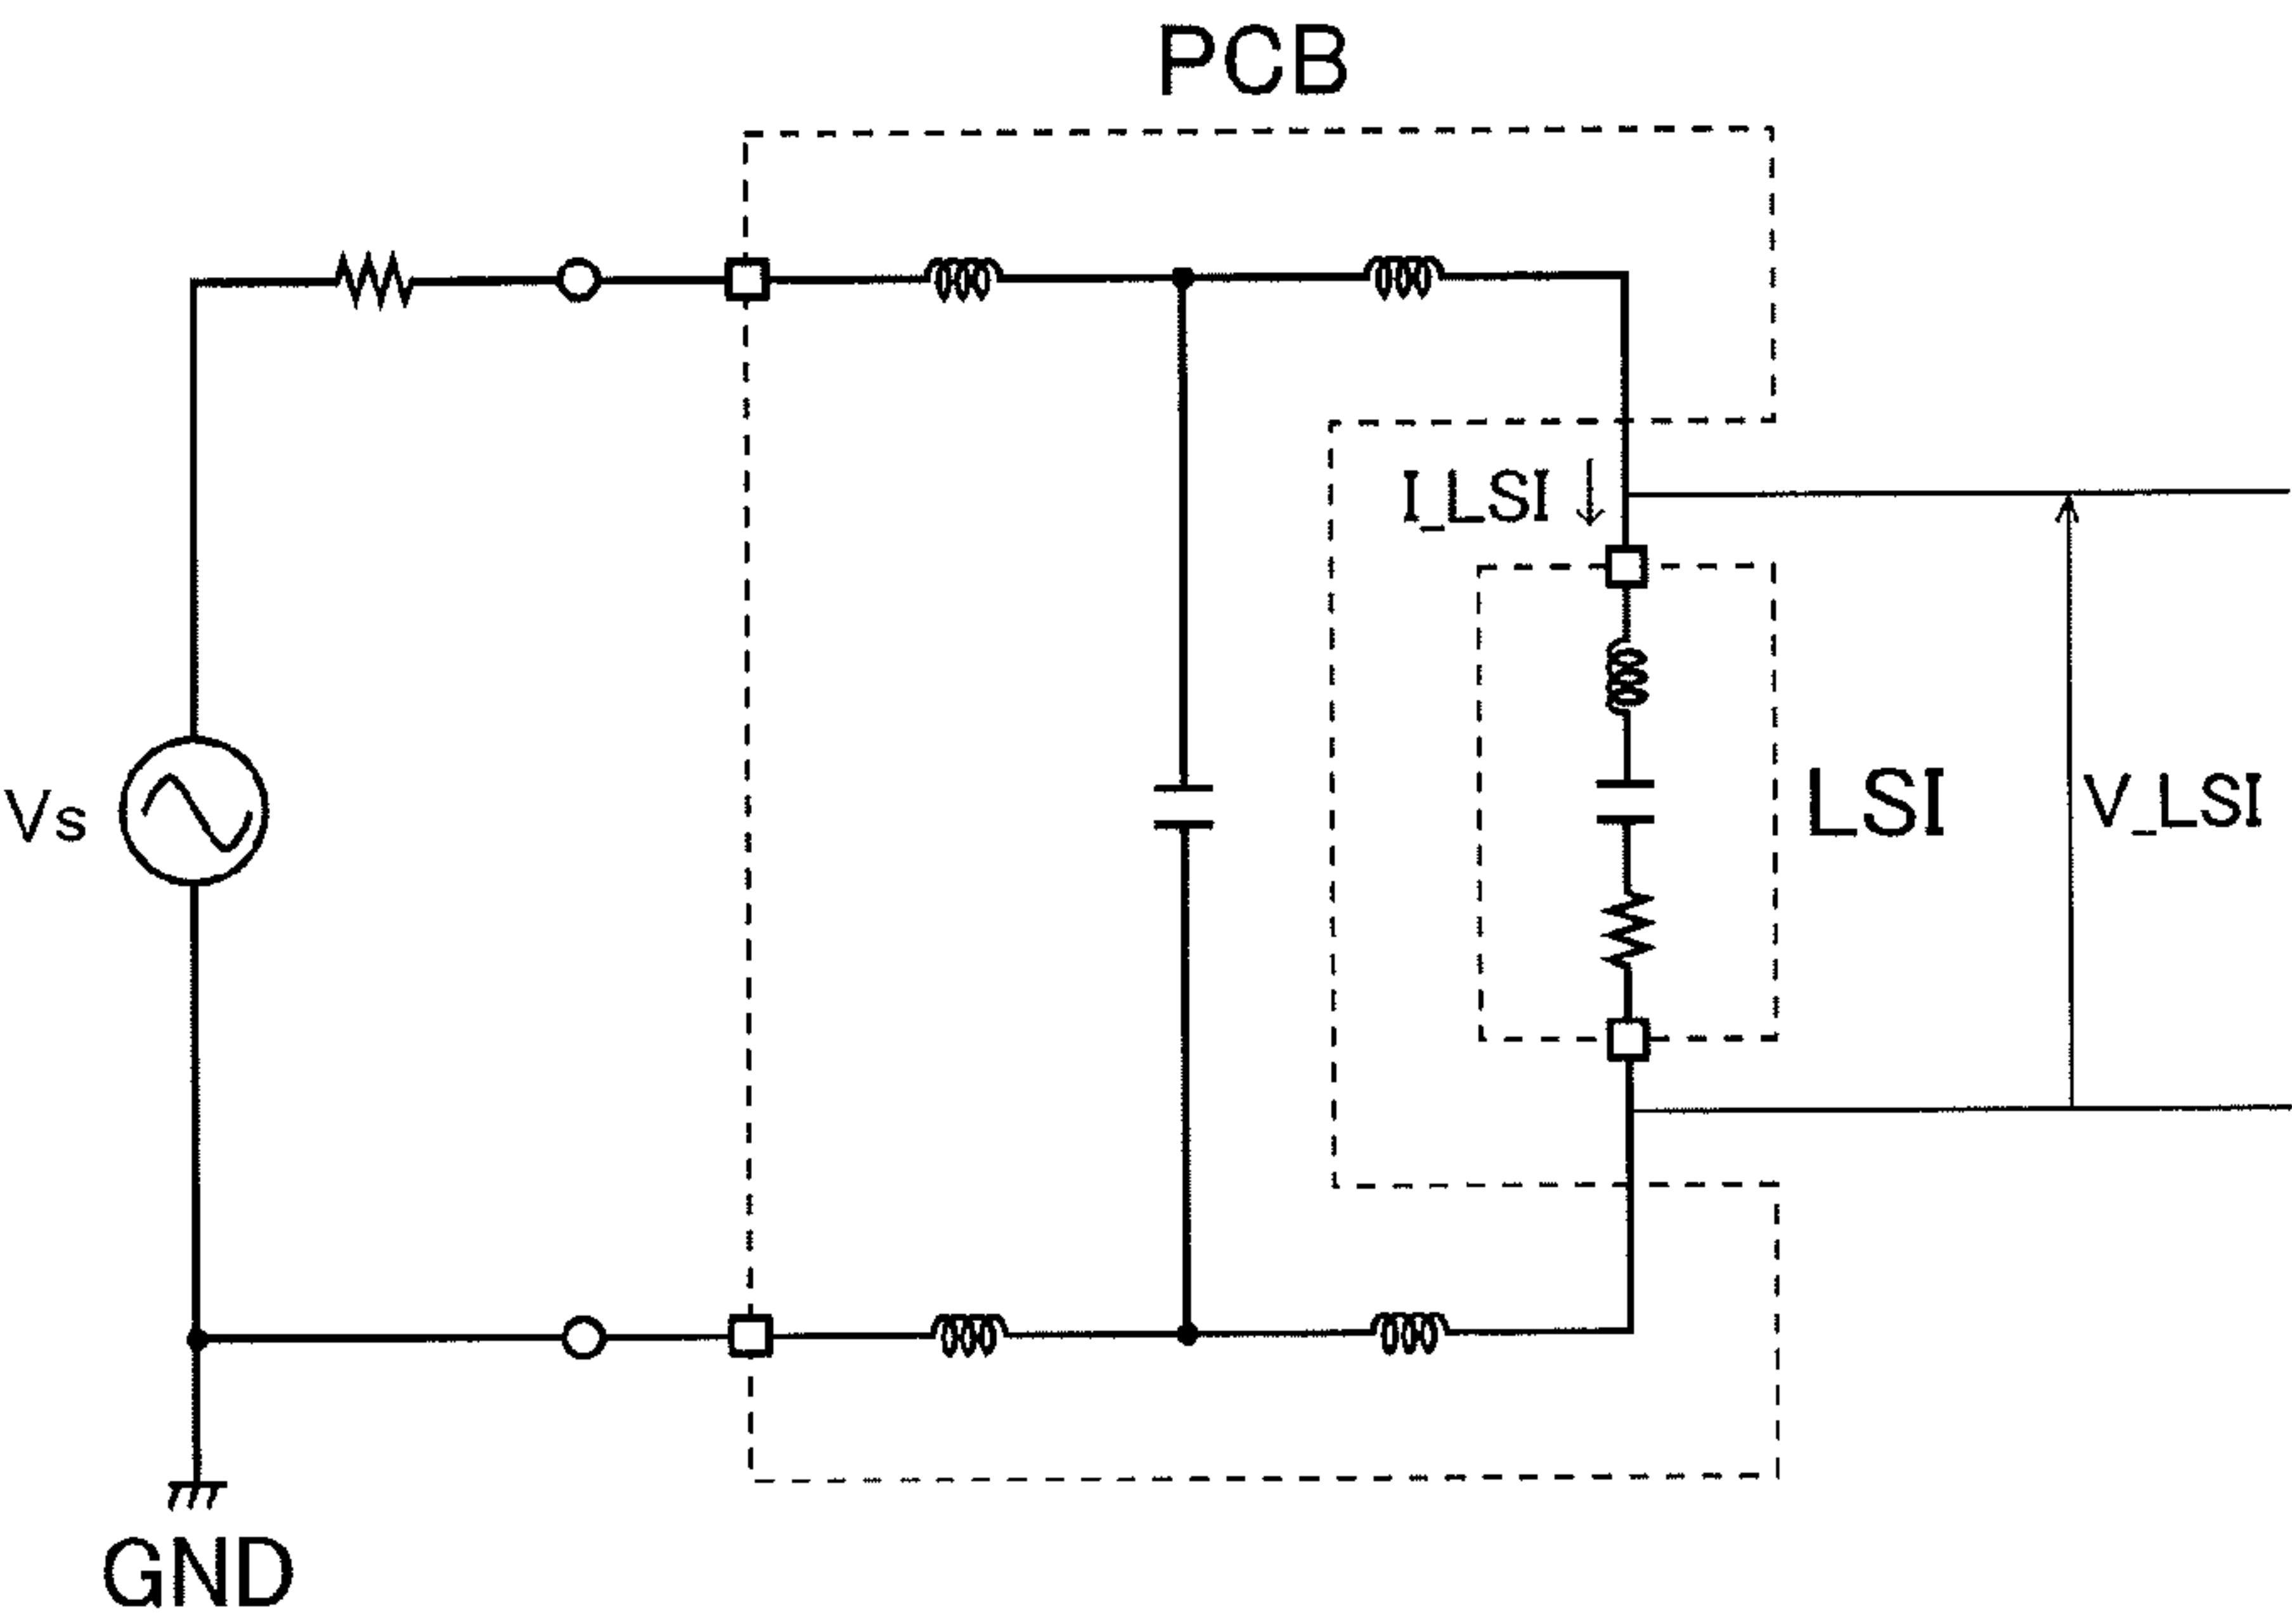 PCB
I_LSI
Vs
LSI
V_LSI
GND